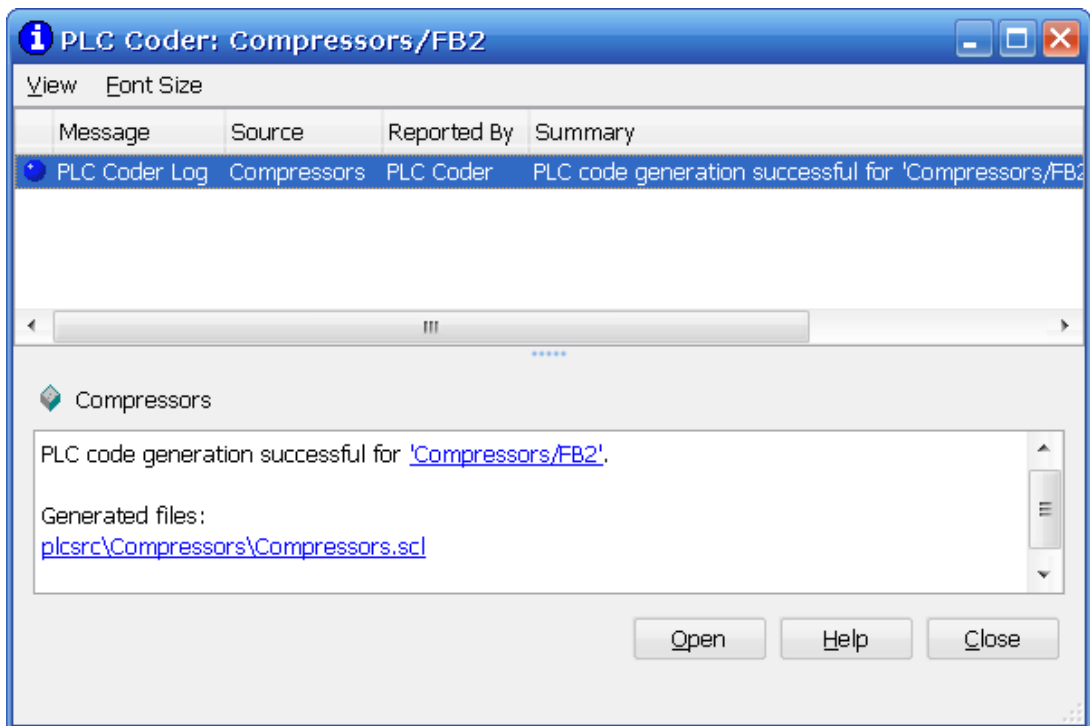 PLC Coder: Compressors/FB2
View Font Size
Message Source Reported By Summary
PLC Coder Log Compressors PLC Coder PLC code generation successful for 'Compressors/FB2
Compressors
PLC code generation successful for 'Compressors/FB2'.
Generated files:
plcsrc\Compressors\Compressors.scl
Open Help Close